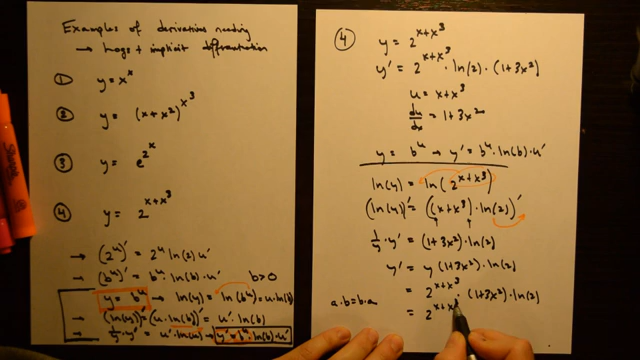 Examples of derivatives needing
→ Logs + implicit differentiation
① y = x^x
② y = (x+x²)^x³
③ y = e^2^x
④ y = 2^x+x³
→ (2^u)' = 2^u ln(2) u'
→ (b^u)' = b^u · ln(b) · u' b>0
y = b^u → ln(y) = ln(b^u) = u·ln(b)
→ (ln(y))' = (u·ln(b))' = u'·ln(b)
→ 1/y · y' = u'·ln(b) → y' = b^u·ln(b)·u'
④ y = 2^x+x³
y' = 2^x+x³ · ln(2) · (1+3x²)
u = x+x³
du/dx = 1+3x²
y = b^u → y' = b^u·ln(b)·u'
ln(y) = ln(2^(x+x³))
(ln(y))' = ((x+x³)·ln(2))'
1/y · y' = (1+3x²)·ln(2)
y' = y(1+3x²)·ln(2)
= 2^x+x³ · (1+3x²)·ln(2)
a·b = b·a
= 2^x+x³
Sharpie